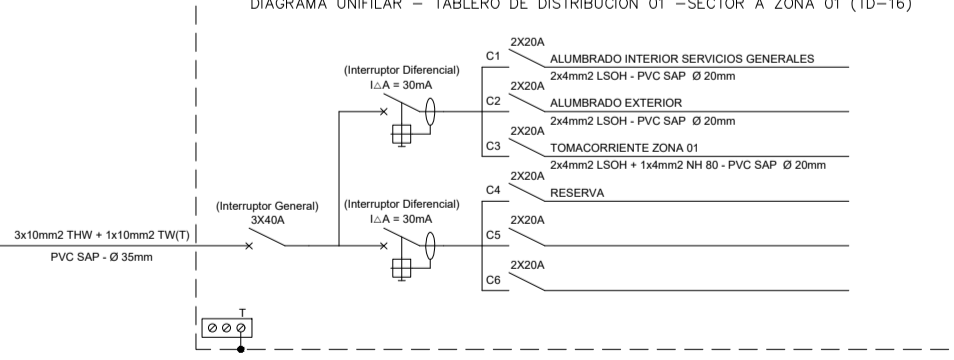 DIAGRAMA UNIFILAR - TABLERO DE DISTRIBUCION 01 -SECTOR A ZONA 01 (TD-16)
2X20A
C1
ALUMBRADO INTERIOR SERVICIOS GENERALES
2x4mm2 LSOH - PVC SAP Ø 20mm
(Interruptor Diferencial)
I△A = 30mA
2X20A
C2
ALUMBRADO EXTERIOR
2x4mm2 LSOH - PVC SAP Ø 20mm
2X20A
C3
TOMACORRIENTE ZONA 01
2x4mm2 LSOH + 1x4mm2 NH 80 - PVC SAP Ø 20mm
2X20A
C4
RESERVA
(Interruptor General)
3X40A
(Interruptor Diferencial)
I△A = 30mA
2X20A
C5
3x10mm2 THW + 1x10mm2 TW(T)
PVC SAP - Ø 35mm
2X20A
C6
T